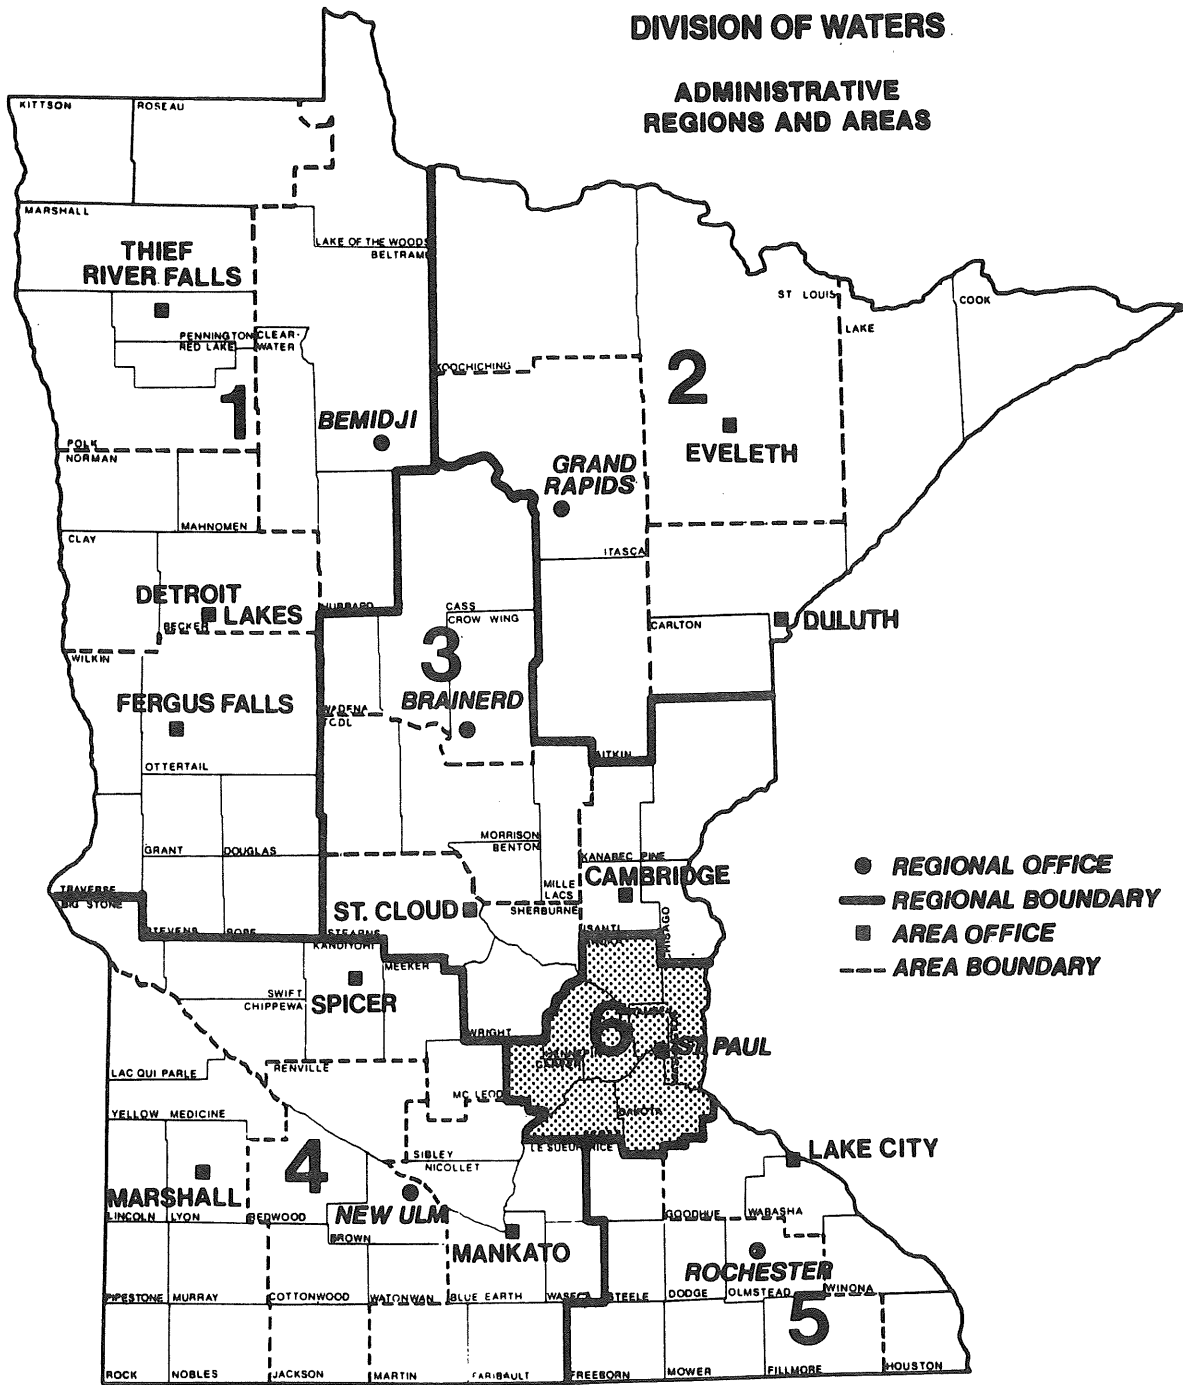 DIVISION OF WATERS
ADMINISTRATIVE
REGIONS AND AREAS
KITTSON
ROSEAU
MARSHALL
LAKE OF THE WOODS
BELTRAMI
THIEF
RIVER FALLS
ST LOUIS
COOK
LAKE
PENNINGTON
CLEAR-
RED LAKE
WATER
KOOCHICHING
1
2
BEMIDJI
POLK
NORMAN
EVELETH
GRAND
RAPIDS
MAHNOMEN
CLAY
ITASCA
DETROIT
LAKES
BECKER
HUBBARD
CASS
CROW WING
CARLTON
DULUTH
WILKIN
3
FERGUS FALLS
BRAINERD
WADENA
AITKIN
OTTERTAIL
MORRISON
BENTON
GRANT
DOUGLAS
KANABEC
PINE
CAMBRIDGE
TRAVERSE
BIG STONE
MILLE
LACS
ST. CLOUD
SHERBURNE
STEVENS
POPE
STEARNS
KANDIYOHI
ISANTI
CHISAGO
REGIONAL OFFICE
REGIONAL BOUNDARY
AREA OFFICE
AREA BOUNDARY
MEEKER
SWIFT
CHIPPEWA
SPICER
WRIGHT
6
ST. PAUL
HENNEPIN
CARVER
LAC QUI PARLE
RENVILLE
MC LEOD
YELLOW MEDICINE
DAKOTA
4
SIBLEY
NICOLLET
LE SUEUR
RICE
LAKE CITY
MARSHALL
LINCOLN
LYON
REDWOOD
NEW ULM
BROWN
MANKATO
GOODHUE
WABASHA
ROCHESTER
PIPESTONE
MURRAY
COTTONWOOD
WATONWAN
BLUE EARTH
WASECA
STEELE
DODGE
OLMSTEAD
WINONA
5
ROCK
NOBLES
JACKSON
MARTIN
FARIBAULT
FREEBORN
MOWER
FILLMORE
HOUSTON